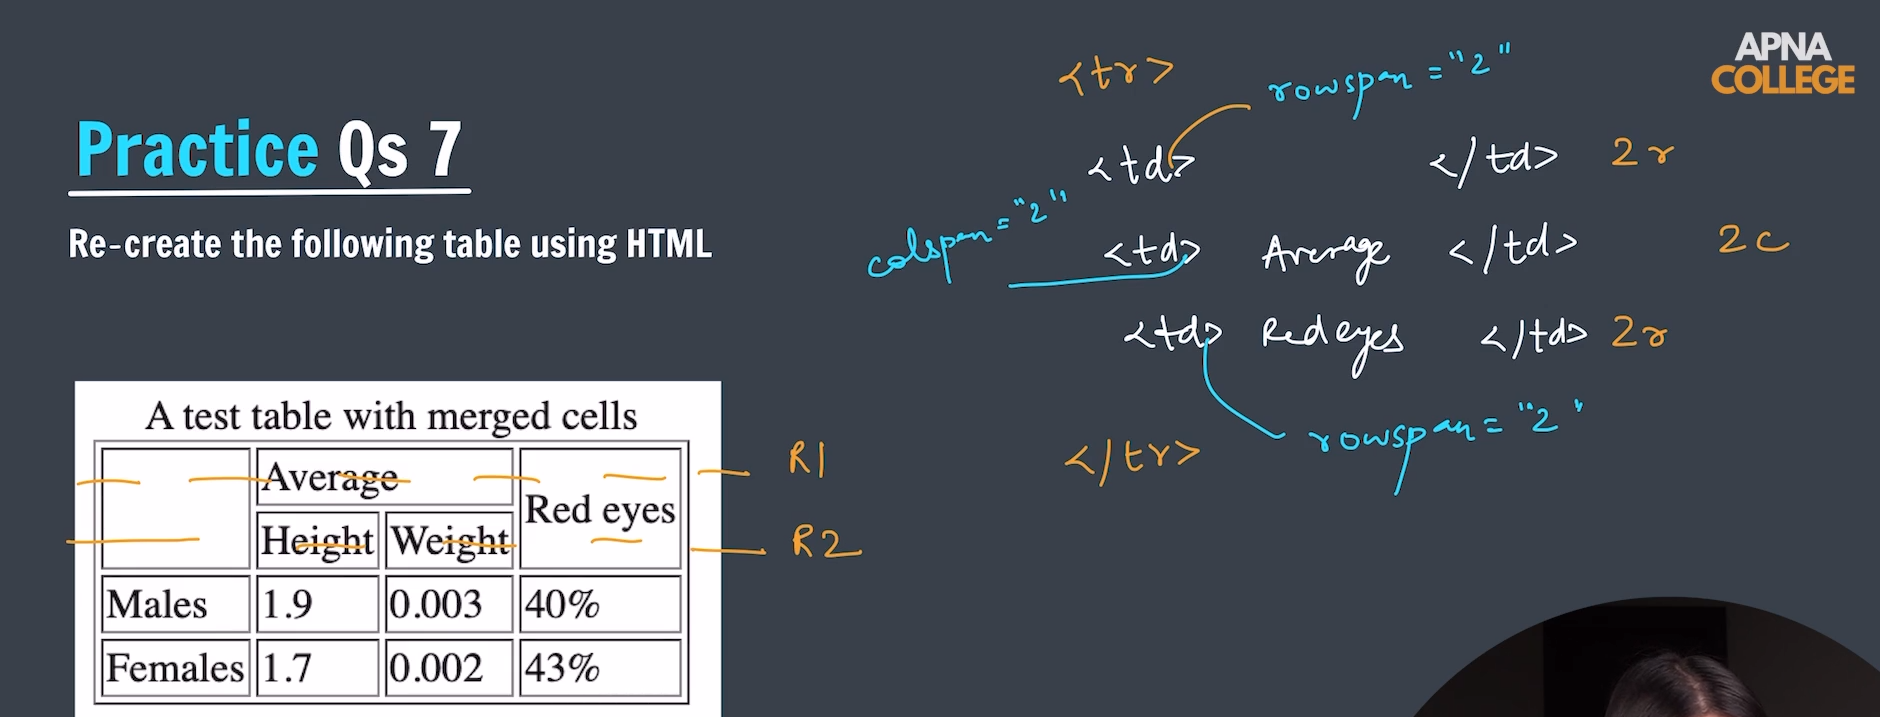 APNA
COLLEGE
Practice Qs 7
Re-create the following table using HTML
<tr>
rowspan="2"
<td> </td> 2r
colspan="2"
<td> Average </td> 2c
<td> Red eyes </td> 2r
rowspan="2"
</tr>
A test table with merged cells
Average Red eyes
Height Weight
Males 1.9 0.003 40%
Females 1.7 0.002 43%
R1
R2